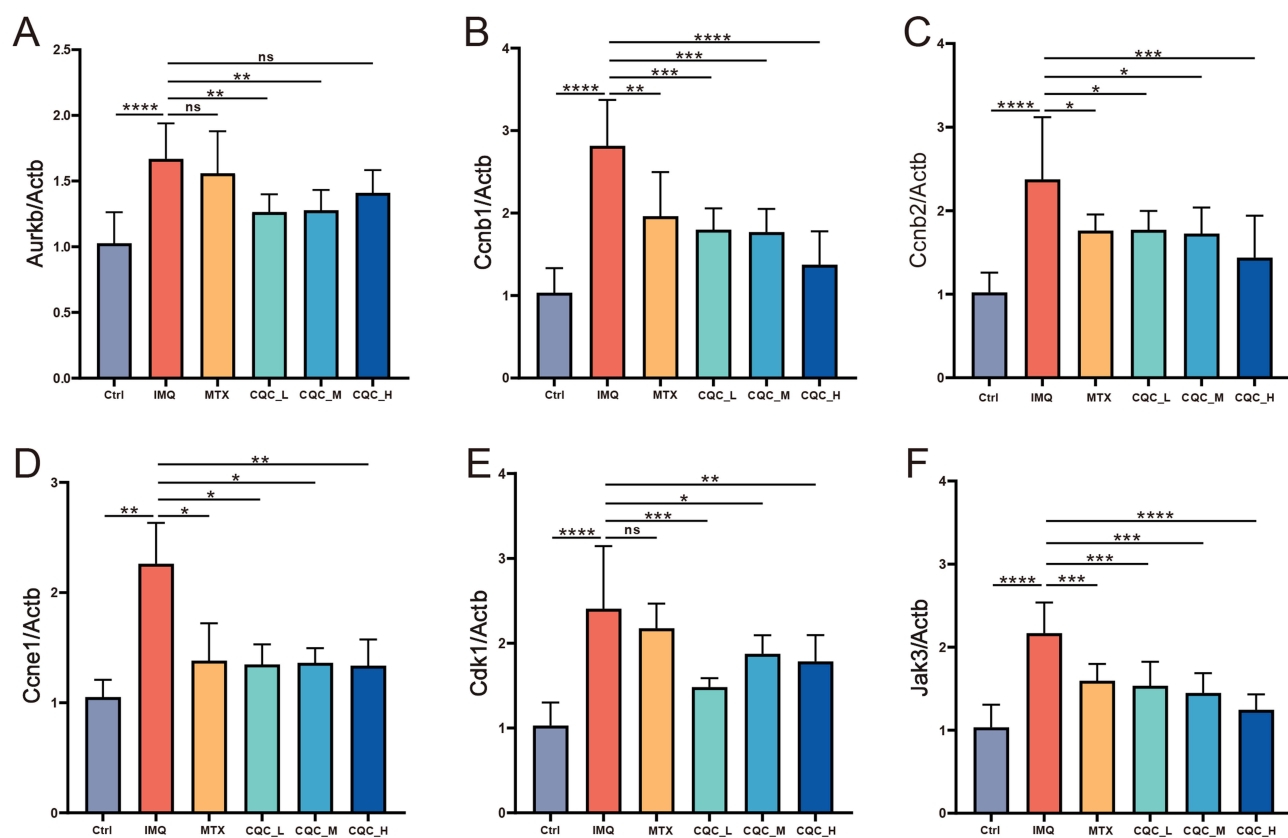 A
Aurkb/Actb
2.5
2.0
1.5
1.0
0.5
0.0
ns
**
**
**** ns
Ctrl IMQ MTX CQC_L CQC_M CQC_H
B
Ccnb1/Actb
4
3
2
1
0
****
***
***
**** **
Ctrl IMQ MTX CQC_L CQC_M CQC_H
C
Ccnb2/Actb
4
3
2
1
0
***
*
*
**** *
Ctrl IMQ MTX CQC_L CQC_M CQC_H
D
Ccne1/Actb
3
2
1
0
**
*
*
** *
Ctrl IMQ MTX CQC_L CQC_M CQC_H
E
Cdk1/Actb
4
3
2
1
0
**
*
***
**** ns
Ctrl IMQ MTX CQC_L CQC_M CQC_H
F
Jak3/Actb
4
3
2
1
0
****
***
***
**** ***
Ctrl IMQ MTX CQC_L CQC_M CQC_H